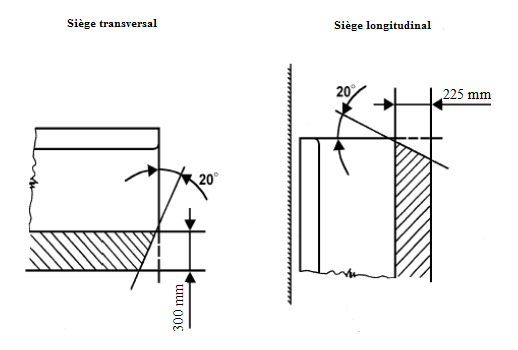 Siège transversal
Siège longitudinal
20°
225 mm
20°
300 mm